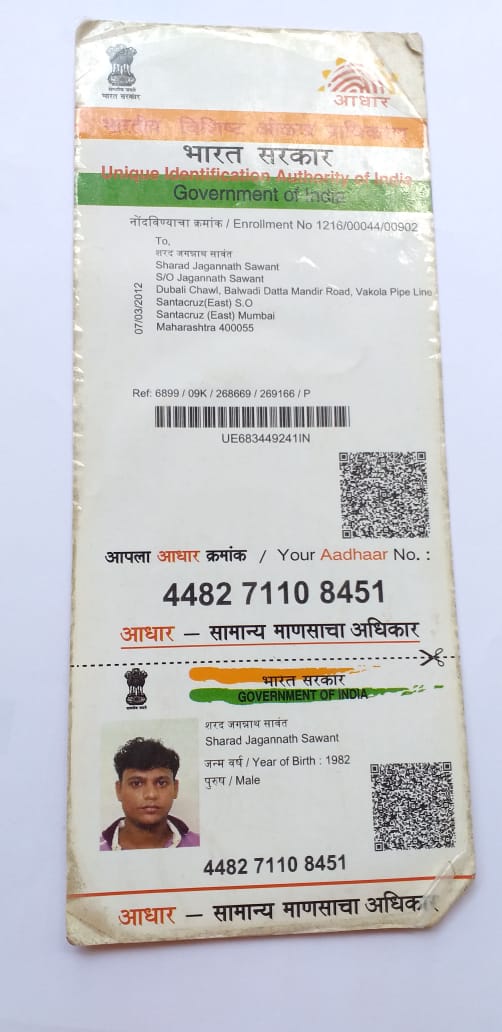 भारत सरकार
आधार
भारतीय विशिष्ट ओळख प्राधिकरण
भारत सरकार
Unique Identification Authority of India
Government of India
नोंदविण्याचा क्रमांक / Enrollment No 1216/00044/00902
To,
शरद जगन्नाथ सावंत
Sharad Jagannath Sawant
S/O Jagannath Sawant
Dubali Chawl, Balwadi Datta Mandir Road, Vakola Pipe Line
Santacruz(East) S.O
Santacruz (East) Mumbai
Maharashtra 400055
07/03/2012
Ref: 6899 / 09K / 268669 / 269166 / P
UE683449241IN
आपला आधार क्रमांक / Your Aadhaar No. :
4482 7110 8451
आधार – सामान्य माणसाचा अधिकार
भारत सरकार
GOVERNMENT OF INDIA
शरद जगन्नाथ सावंत
Sharad Jagannath Sawant
जन्म वर्ष / Year of Birth : 1982
पुरुष / Male
4482 7110 8451
आधार – सामान्य माणसाचा अधिकार